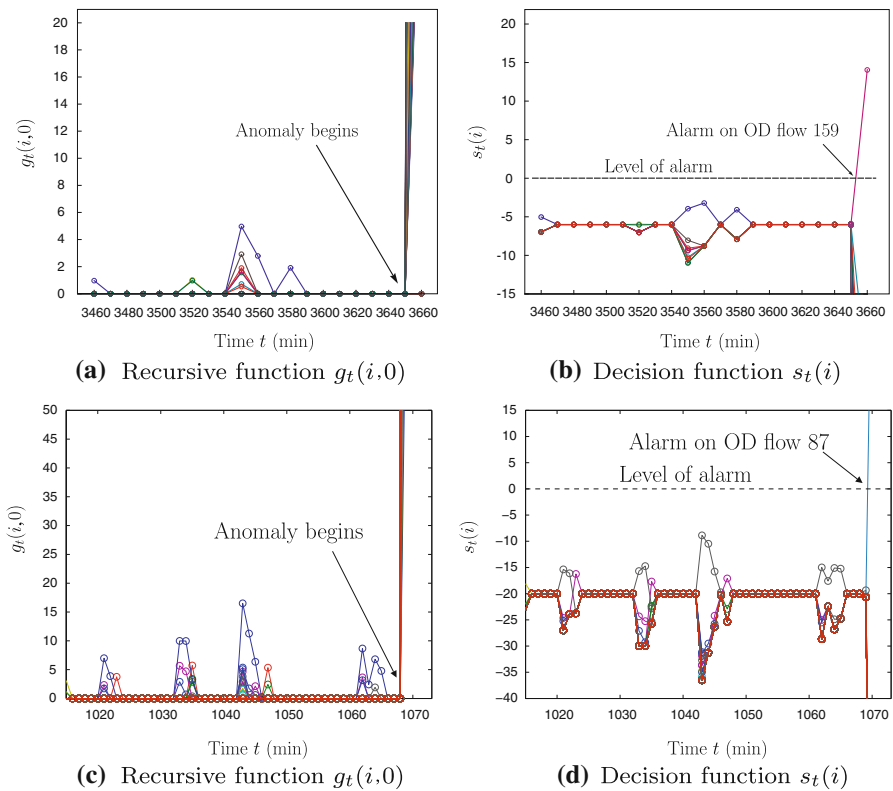 20
18
16
14
12
10
8
6
4
2
0
g_t(i,0)
Anomaly begins
3460 3480 3500 3520 3540 3560 3580 3600 3620 3640 3660
Time t (min)
(a) Recursive function g_t(i,0)
20
15
10
5
0
−5
−10
−15
s_t(i)
Alarm on OD flow 159
Level of alarm
3460 3480 3500 3520 3540 3560 3580 3600 3620 3640 3660
Time t (min)
(b) Decision function s_t(i)
50
45
40
35
30
25
20
15
10
5
0
g_t(i,0)
Anomaly begins
1020 1030 1040 1050 1060 1070
Time t (min)
(c) Recursive function g_t(i,0)
15
10
5
0
−5
−10
−15
−20
−25
−30
−35
−40
s_t(i)
Alarm on OD flow 87
Level of alarm
1020 1030 1040 1050 1060 1070
Time t (min)
(d) Decision function s_t(i)